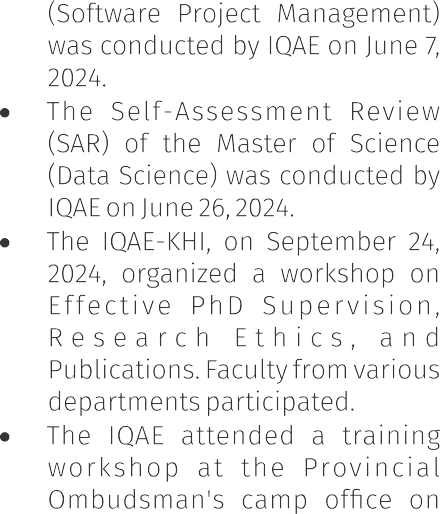 (Software Project Management)
was conducted by IQAE on June 7,
2024.
• The Self-Assessment Review
(SAR) of the Master of Science
(Data Science) was conducted by
IQAE on June 26, 2024.
• The IQAE-KHI, on September 24,
2024, organized a workshop on
Effective PhD Supervision,
Research Ethics, and
Publications. Faculty from various
departments participated.
• The IQAE attended a training
workshop at the Provincial
Ombudsman's camp office on